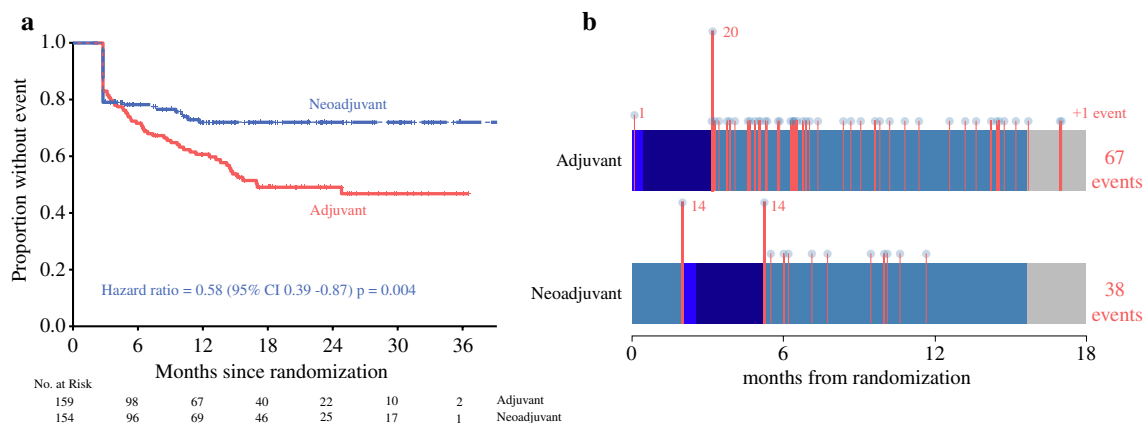 a
Proportion without event
1.0
0.8
0.6
0.4
0.2
0.0
Neoadjuvant
Adjuvant
Hazard ratio = 0.58 (95% CI 0.39 -0.87) p = 0.004
0 6 12 18 24 30 36
Months since randomization
No. at Risk
159 98 67 40 22 10 2 Adjuvant
154 96 69 46 25 17 1 Neoadjuvant
b
20
1
+1 event
Adjuvant
67
events
14 14
Neoadjuvant
38
events
0 6 12 18
months from randomization